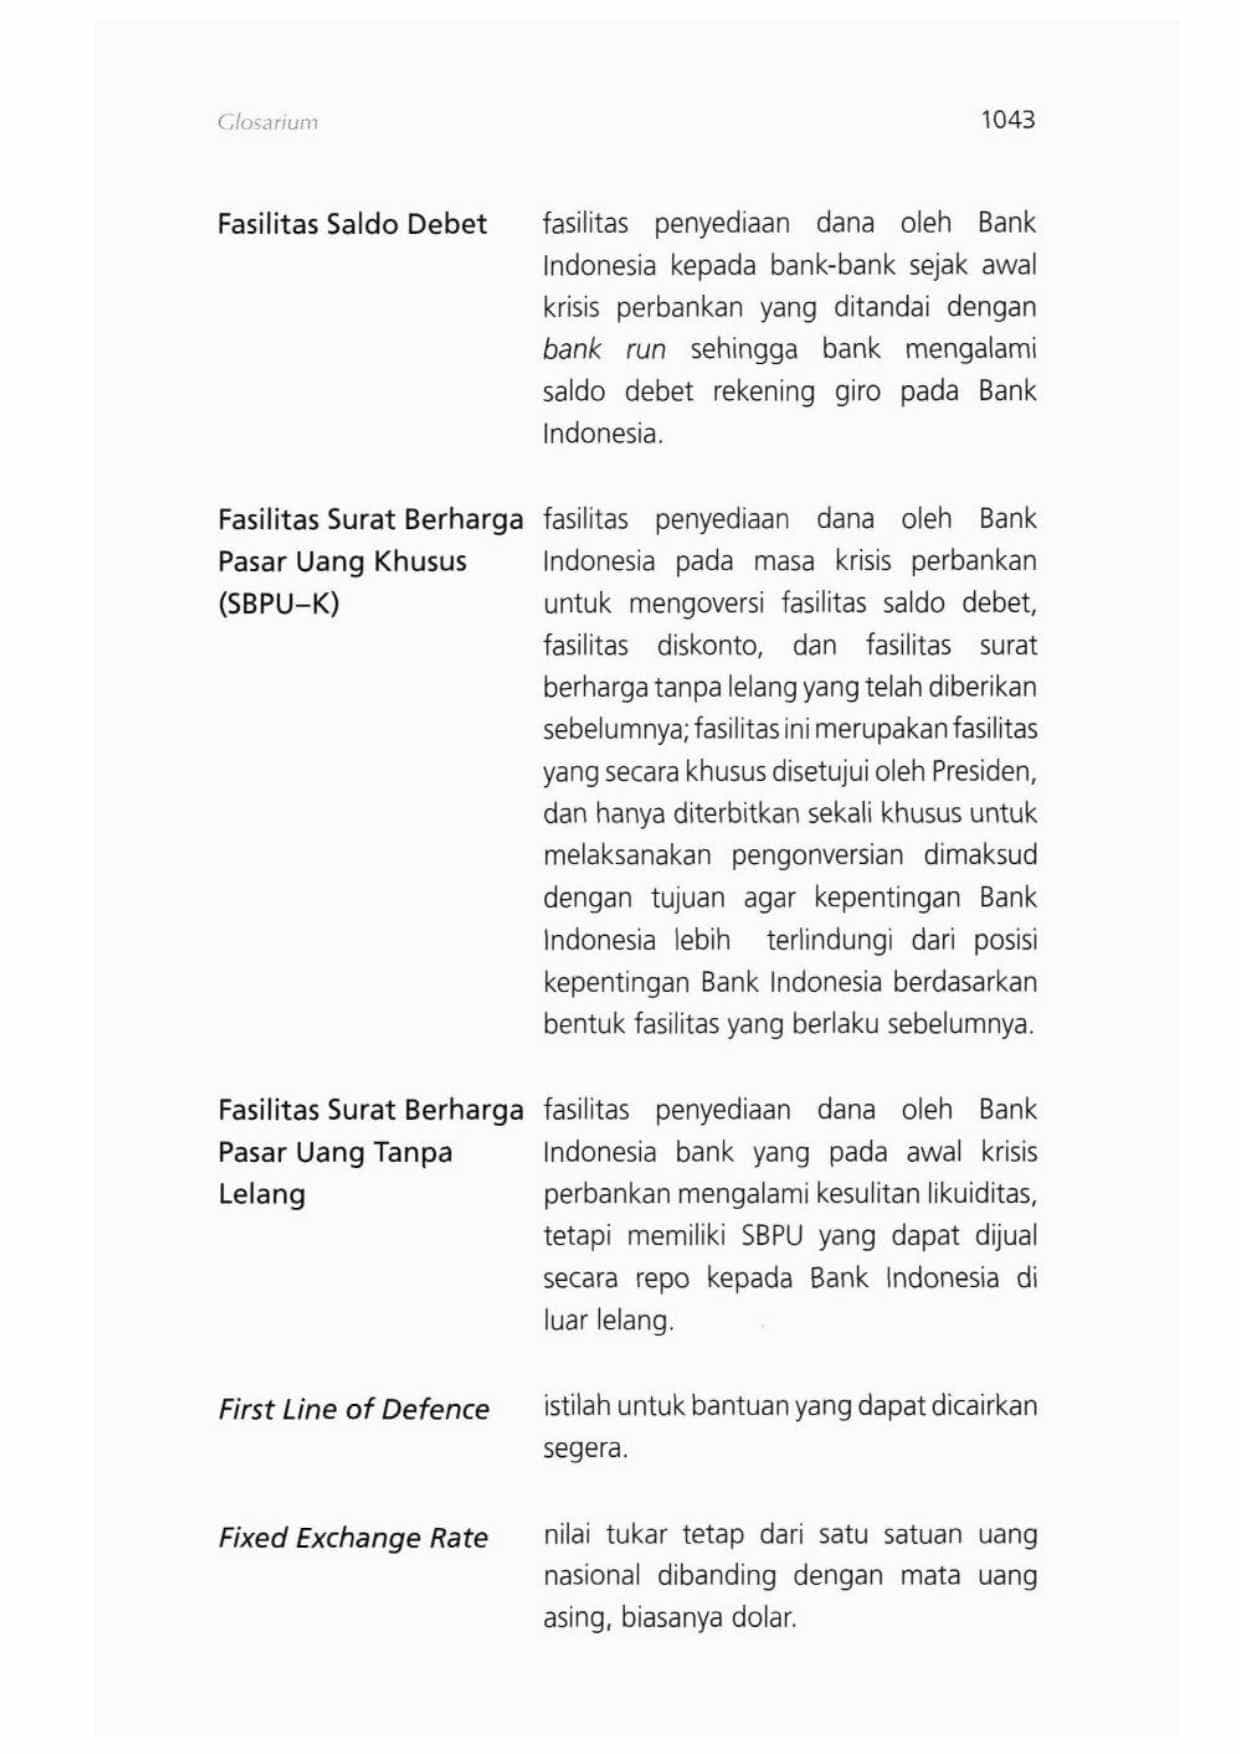 Glosarium 1043
Fasilitas Saldo Debet fasilitas penyediaan dana oleh Bank
Indonesia kepada bank-bank sejak awal
krisis perbankan yang ditandai dengan
bank run sehingga bank mengalami
saldo debet rekening giro pada Bank
Indonesia.
Fasilitas Surat Berharga fasilitas penyediaan dana oleh Bank
Pasar Uang Khusus Indonesia pada masa krisis perbankan
(SBPU–K) untuk mengoversi fasilitas saldo debet,
fasilitas diskonto, dan fasilitas surat
berharga tanpa lelang yang telah diberikan
sebelumnya; fasilitas ini merupakan fasilitas
yang secara khusus disetujui oleh Presiden,
dan hanya diterbitkan sekali khusus untuk
melaksanakan pengonversian dimaksud
dengan tujuan agar kepentingan Bank
Indonesia lebih terlindungi dari posisi
kepentingan Bank Indonesia berdasarkan
bentuk fasilitas yang berlaku sebelumnya.
Fasilitas Surat Berharga fasilitas penyediaan dana oleh Bank
Pasar Uang Tanpa Indonesia bank yang pada awal krisis
Lelang perbankan mengalami kesulitan likuiditas,
tetapi memiliki SBPU yang dapat dijual
secara repo kepada Bank Indonesia di
luar lelang.
First Line of Defence istilah untuk bantuan yang dapat dicairkan
segera.
Fixed Exchange Rate nilai tukar tetap dari satu satuan uang
nasional dibanding dengan mata uang
asing, biasanya dolar.